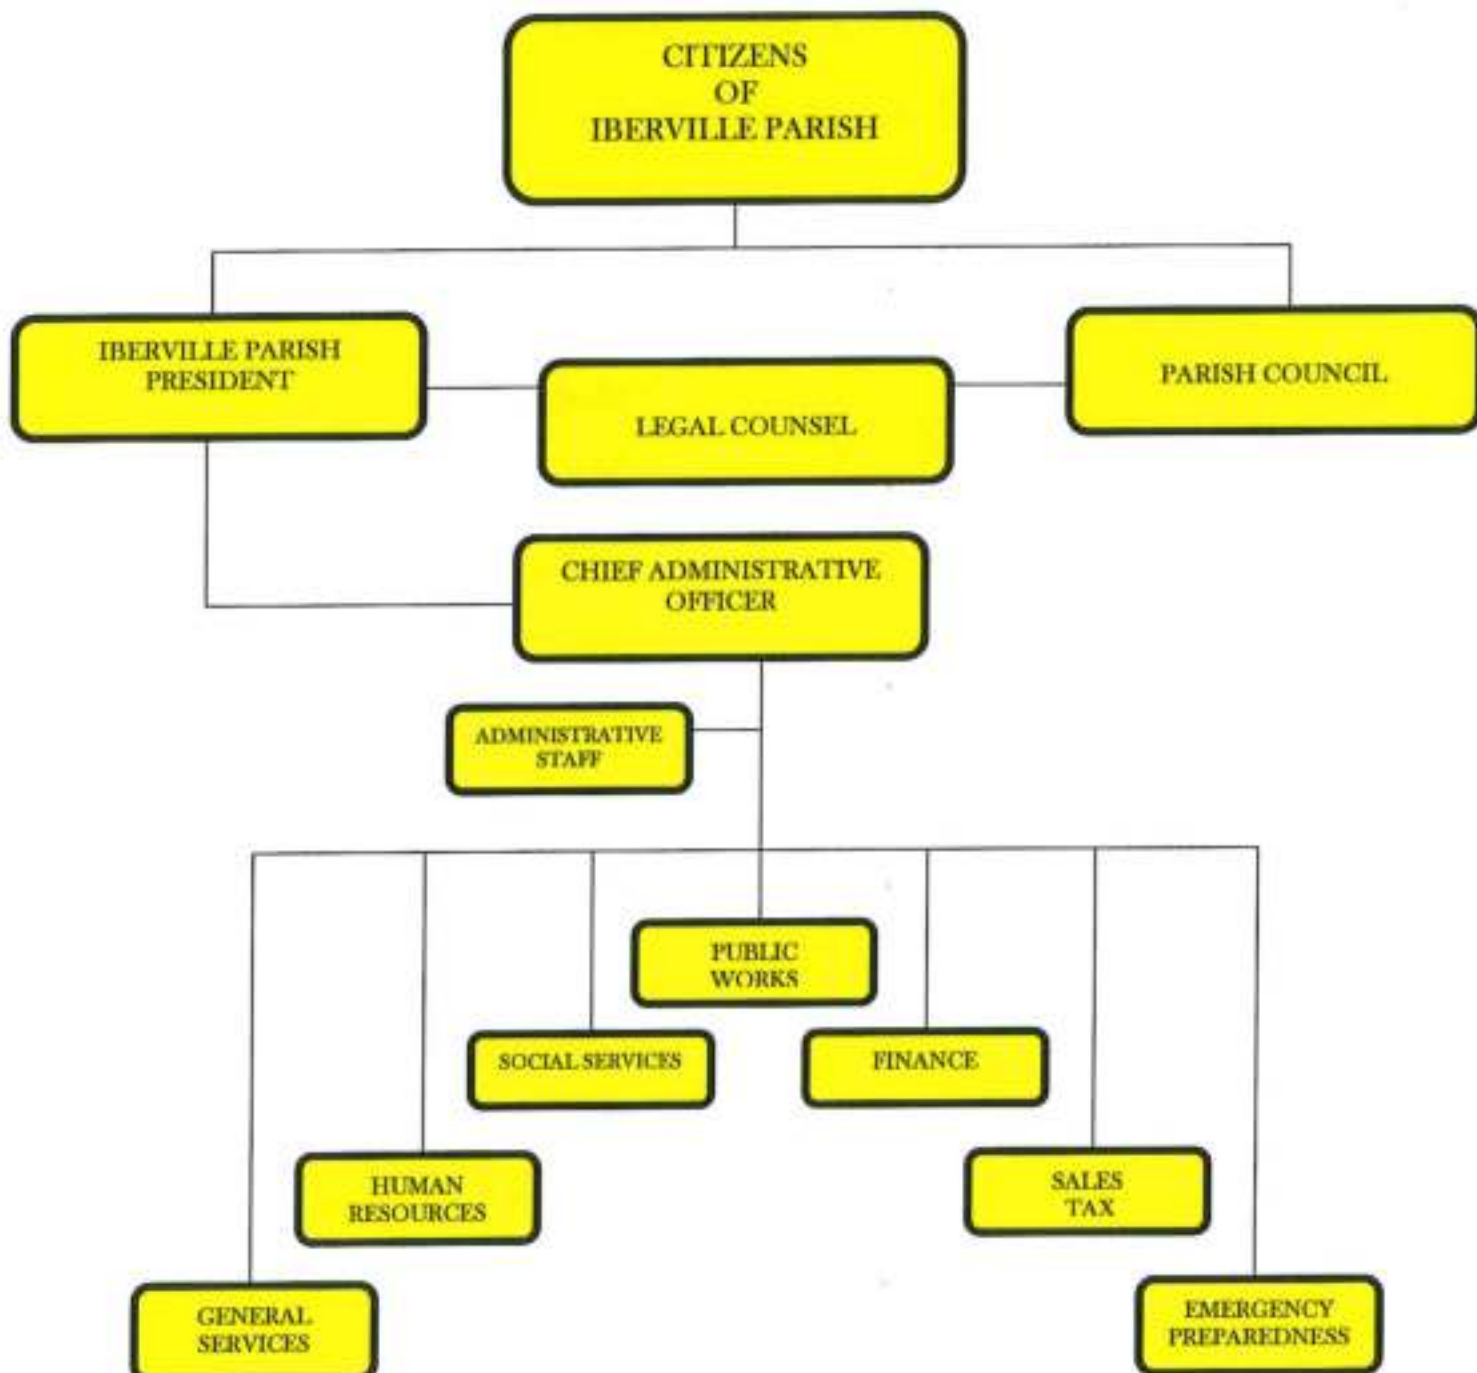 CITIZENS
OF
IBERVILLE PARISH
IBERVILLE PARISH
PRESIDENT
LEGAL COUNSEL
PARISH COUNCIL
CHIEF ADMINISTRATIVE
OFFICER
ADMINISTRATIVE
STAFF
PUBLIC
WORKS
SOCIAL SERVICES
FINANCE
HUMAN
RESOURCES
SALES
TAX
GENERAL
SERVICES
EMERGENCY
PREPAREDNESS